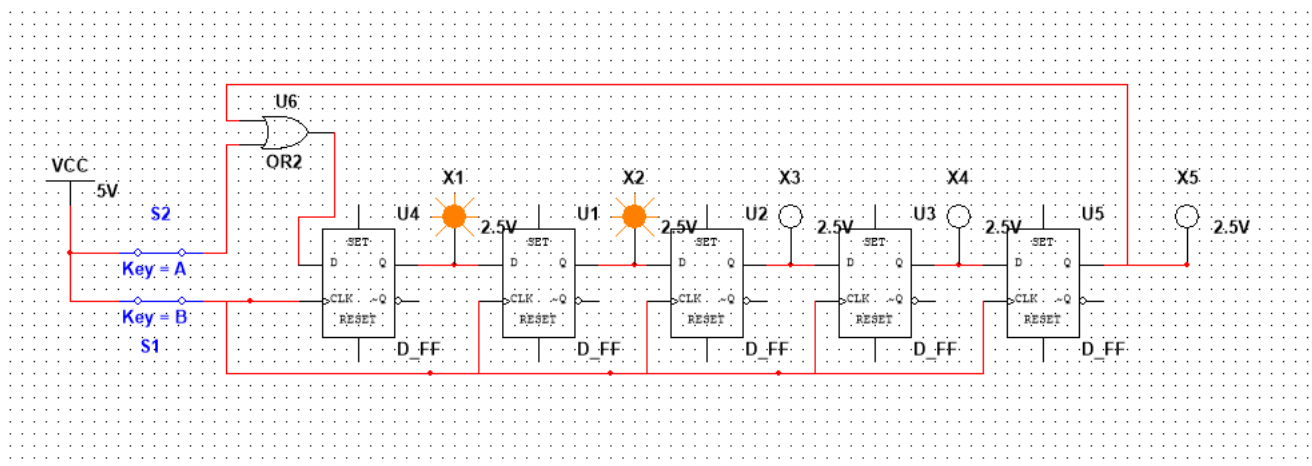 U6
OR2
VCC
5V
S2
Key = A
Key = B
S1
X1
X2
X3
X4
X5
U4
2.5V
U1
2.5V
U2
2.5V
U3
2.5V
U5
2.5V
SET
D Q
CLK ~Q
RESET
D_FF
SET
D Q
CLK ~Q
RESET
D_FF
SET
D Q
CLK ~Q
RESET
D_FF
SET
D Q
CLK ~Q
RESET
D_FF
SET
D Q
CLK ~Q
RESET
D_FF